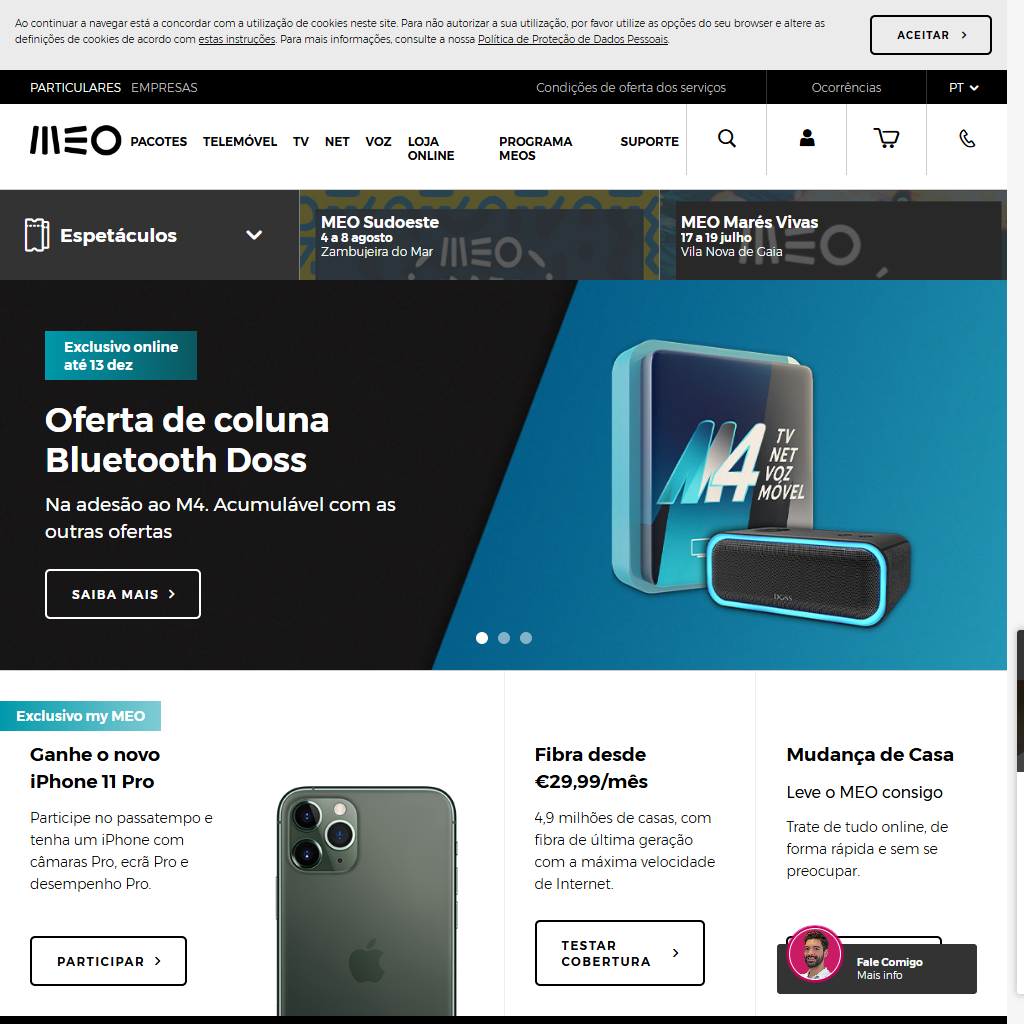 Ao continuar a navegar está a concordar com a utilização de cookies neste site. Para não autorizar a sua utilização, por favor utilize as opções do seu browser e altere as
definições de cookies de acordo com estas instruções. Para mais informações, consulte a nossa Política de Proteção de Dados Pessoais.
ACEITAR
PARTICULARES EMPRESAS
Condições de oferta dos serviços
Ocorrências
PT
MEO
PACOTES TELEMÓVEL TV NET VOZ LOJA
ONLINE
PROGRAMA
MEOS
SUPORTE
Espetáculos
MEO Sudoeste
4 a 8 agosto
Zambujeira do Mar
MEO
MEO Marés Vivas
17 a 19 julho
Vila Nova de Gaia
MEO
Exclusivo online
até 13 dez
Oferta de coluna
Bluetooth Doss
Na adesão ao M4. Acumulável com as
outras ofertas
SAIBA MAIS
M4
TV
NET
VOZ
MÓVEL
DOSS
Exclusivo my MEO
Ganhe o novo
iPhone 11 Pro
Participe no passatempo e
tenha um iPhone com
câmaras Pro, ecrã Pro e
desempenho Pro.
PARTICIPAR
Fibra desde
€29,99/mês
4,9 milhões de casas, com
fibra de última geração
com a máxima velocidade
de Internet.
TESTAR
COBERTURA
Mudança de Casa
Leve o MEO consigo
Trate de tudo online, de
forma rápida e sem se
preocupar.
Fale Comigo
Mais info